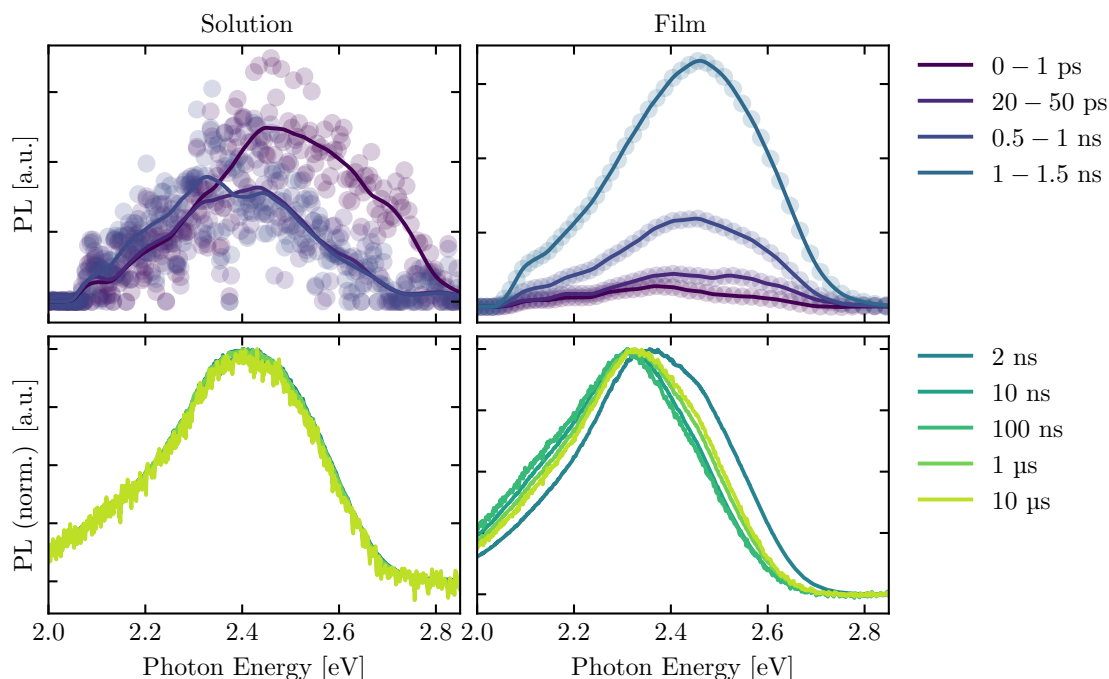 Solution
Film
PL [a.u.]
0 − 1 ps
20 − 50 ps
0.5 − 1 ns
1 − 1.5 ns
PL (norm.) [a.u.]
2 ns
10 ns
100 ns
1 µs
10 µs
2.0 2.2 2.4 2.6 2.8 2.0 2.2 2.4 2.6 2.8
Photon Energy [eV] Photon Energy [eV]